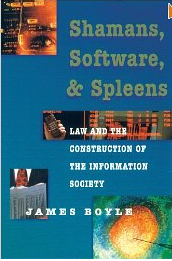 Shamans,
Software,
& Spleens
LAW AND THE
CONSTRUCTION OF
THE INFORMATION
SOCIETY
JAMES BOYLE